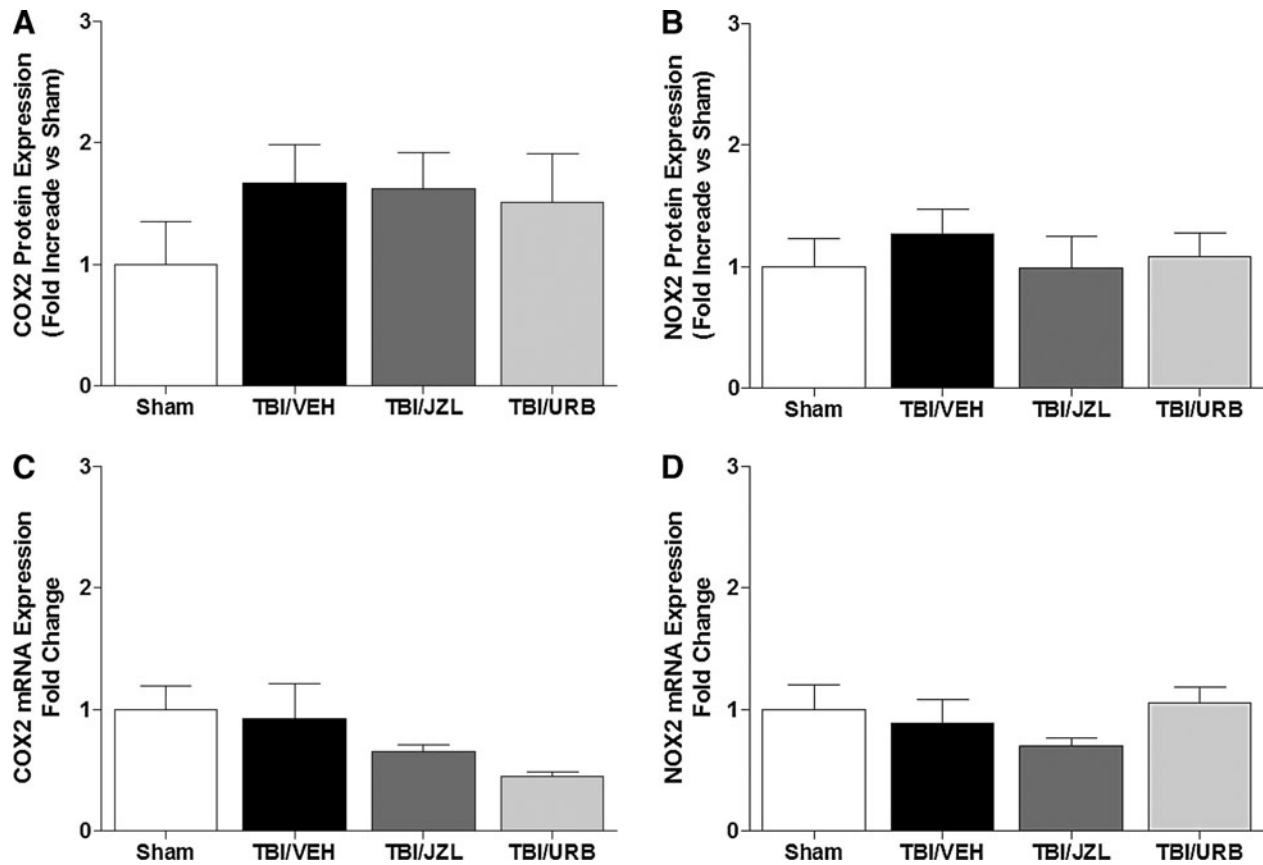 A
COX2 Protein Expression
(Fold Increade vs Sham)
3
2
1
0
Sham TBI/VEH TBI/JZL TBI/URB
B
NOX2 Protein Expression
(Fold Increade vs Sham)
3
2
1
0
Sham TBI/VEH TBI/JZL TBI/URB
C
COX2 mRNA Expression
Fold Change
3
2
1
0
Sham TBI/VEH TBI/JZL TBI/URB
D
NOX2 mRNA Expression
Fold Change
3
2
1
0
Sham TBI/VEH TBI/JZL TBI/URB